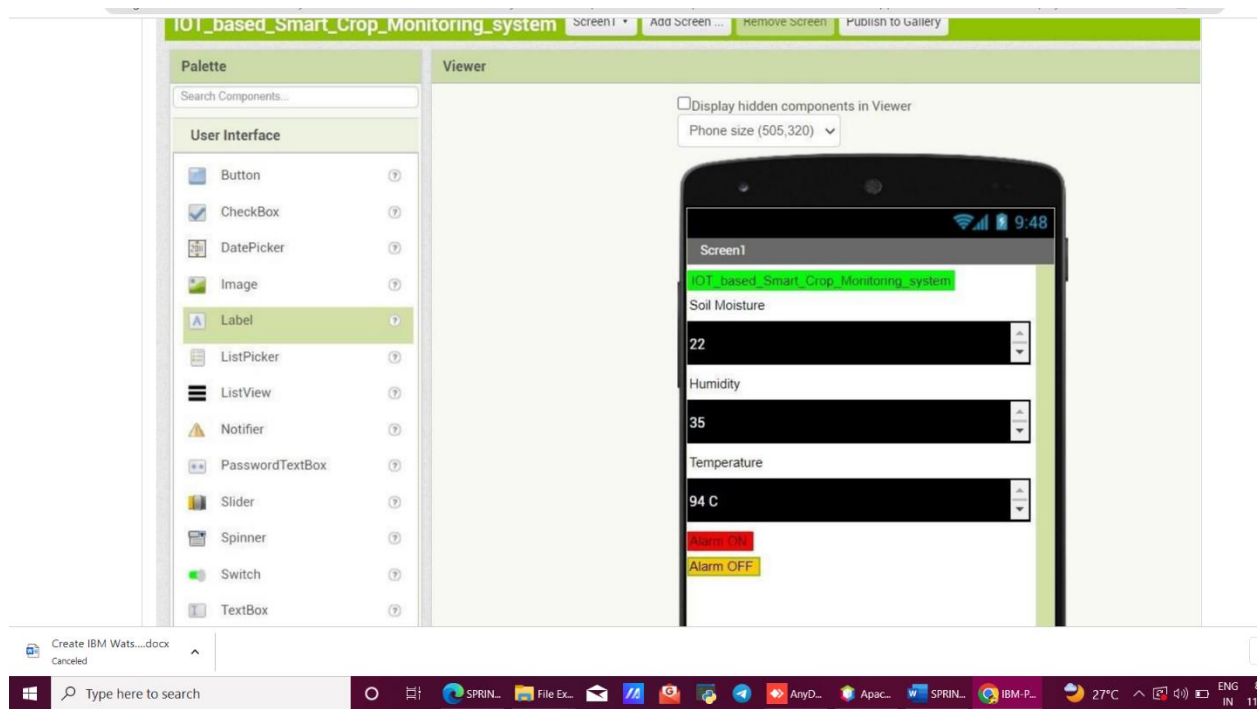 IOT_based_Smart_Crop_Monitoring_system Screen1 Add Screen ... Remove Screen Publish to Gallery
Palette
Viewer
Search Components...
Display hidden components in Viewer
User Interface
Phone size (505,320)
Button
CheckBox
DatePicker
Image
Label
ListPicker
ListView
Notifier
PasswordTextBox
Slider
Spinner
Switch
TextBox
9:48
Screen1
IOT_based_Smart_Crop_Monitoring_system
Soil Moisture
22
Humidity
35
Temperature
94 C
Alarm ON
Alarm OFF
Create IBM Wats....docx
Canceled
Type here to search
SPRIN... File Ex... AnyD... Apac... SPRIN... IBM-P... 27°C ENG
IN